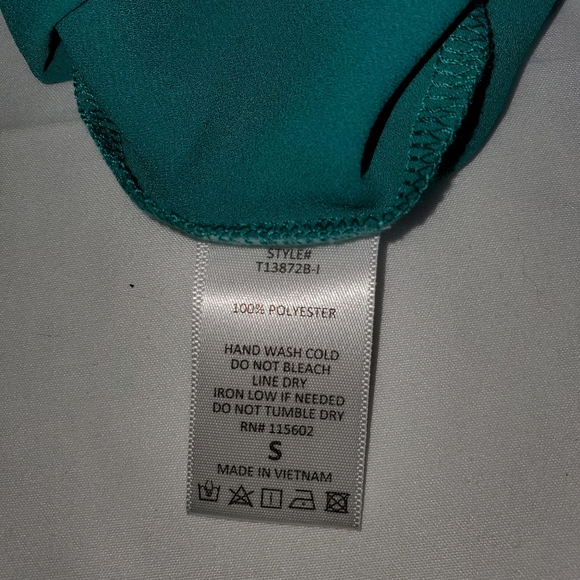 STYLE#
T13872B-I
100% POLYESTER
HAND WASH COLD
DO NOT BLEACH
LINE DRY
IRON LOW IF NEEDED
DO NOT TUMBLE DRY
RN# 115602
S
MADE IN VIETNAM